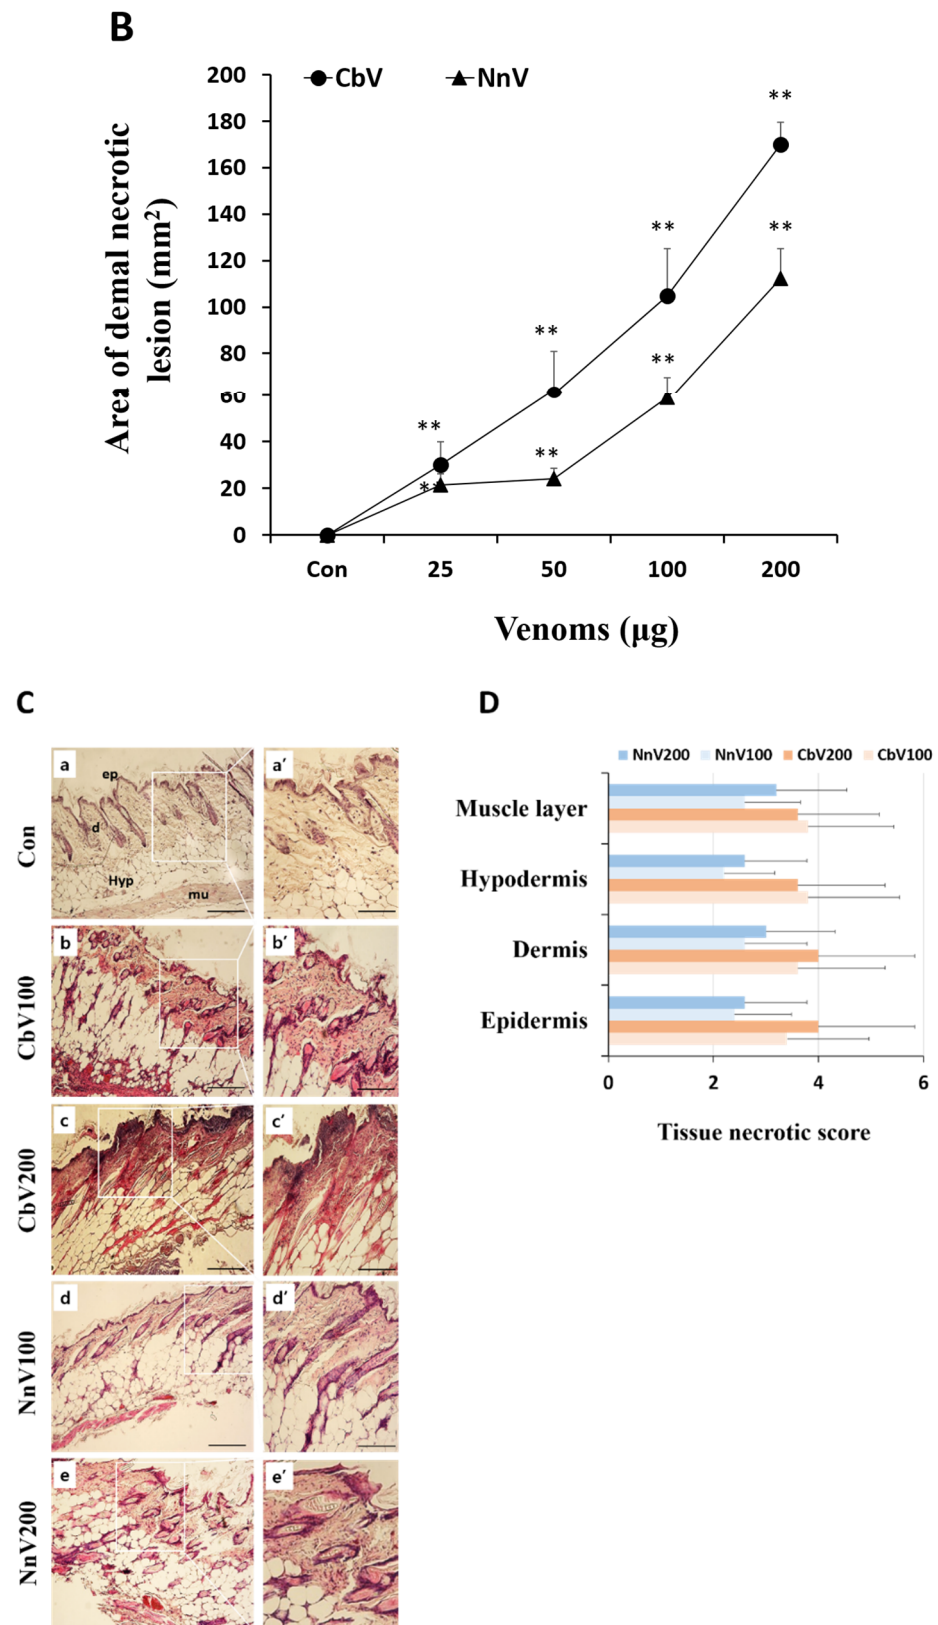 B
CbV NnV
200
180
160
140
120
100
80
60
40
20
0
** ** ** **
** ** ** **
Area of demal necrotic
lesion (mm²)
Con 25 50 100 200
Venoms (μg)
C
Con
a
ep
d
Hyp
mu
a′
CbV100
b
b′
CbV200
c
c′
NnV100
d
d′
NnV200
e
e′
D
NnV200 NnV100 CbV200 CbV100
Muscle layer
Hypodermis
Dermis
Epidermis
0 2 4 6
Tissue necrotic score